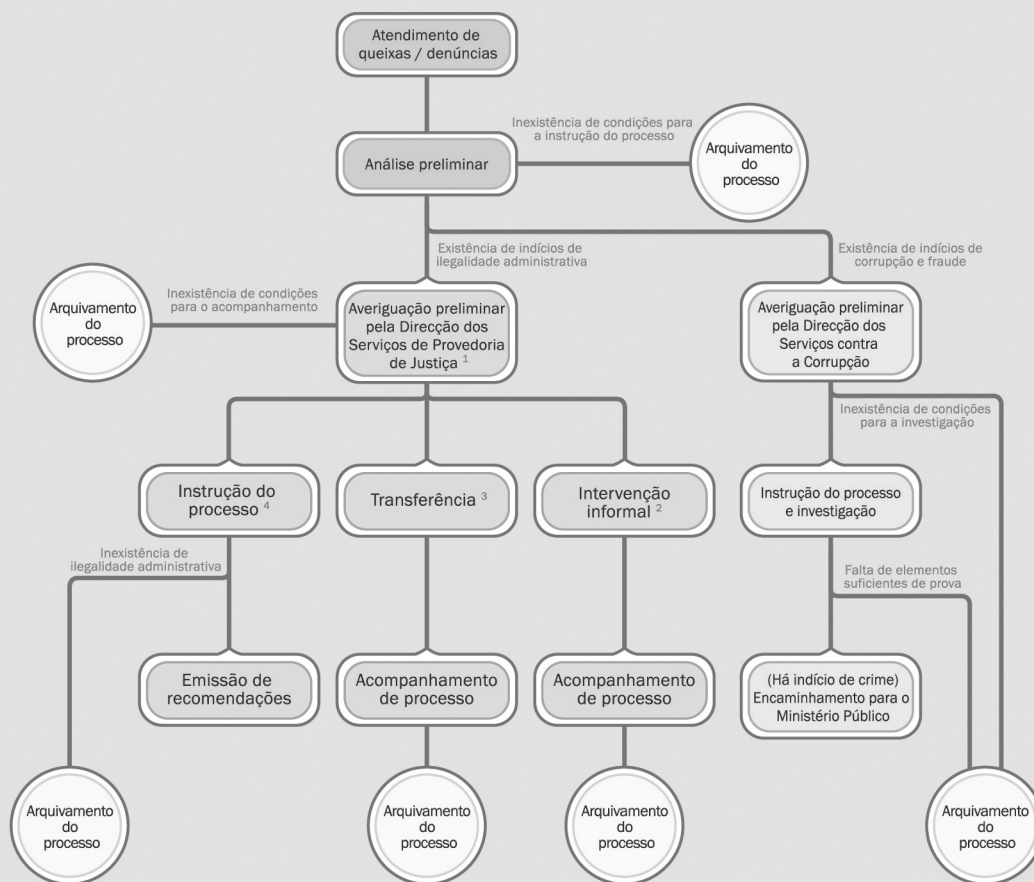 Atendimento de
queixas / denúncias
Inexistência de condições para
a instrução do processo
Análise preliminar
Arquivamento
do
processo
Existência de indícios de
ilegalidade administrativa
Existência de indícios de
corrupção e fraude
Arquivamento
do
processo
Inexistência de condições
para o acompanhamento
Averiguação preliminar
pela Direcção dos
Serviços de Provedoria
de Justiça 1
Averiguação preliminar
pela Direcção dos
Serviços contra
a Corrupção
Inexistência de condições
para a investigação
Instrução do
processo 4
Transferência 3
Intervenção
informal 2
Instrução do processo
e investigação
Inexistência de
ilegalidade administrativa
Falta de elementos
suficientes de prova
Emissão de
recomendações
Acompanhamento
de processo
Acompanhamento
de processo
(Há indício de crime)
Encaminhamento para o
Ministério Público
Arquivamento
do
processo
Arquivamento
do
processo
Arquivamento
do
processo
Arquivamento
do
processo